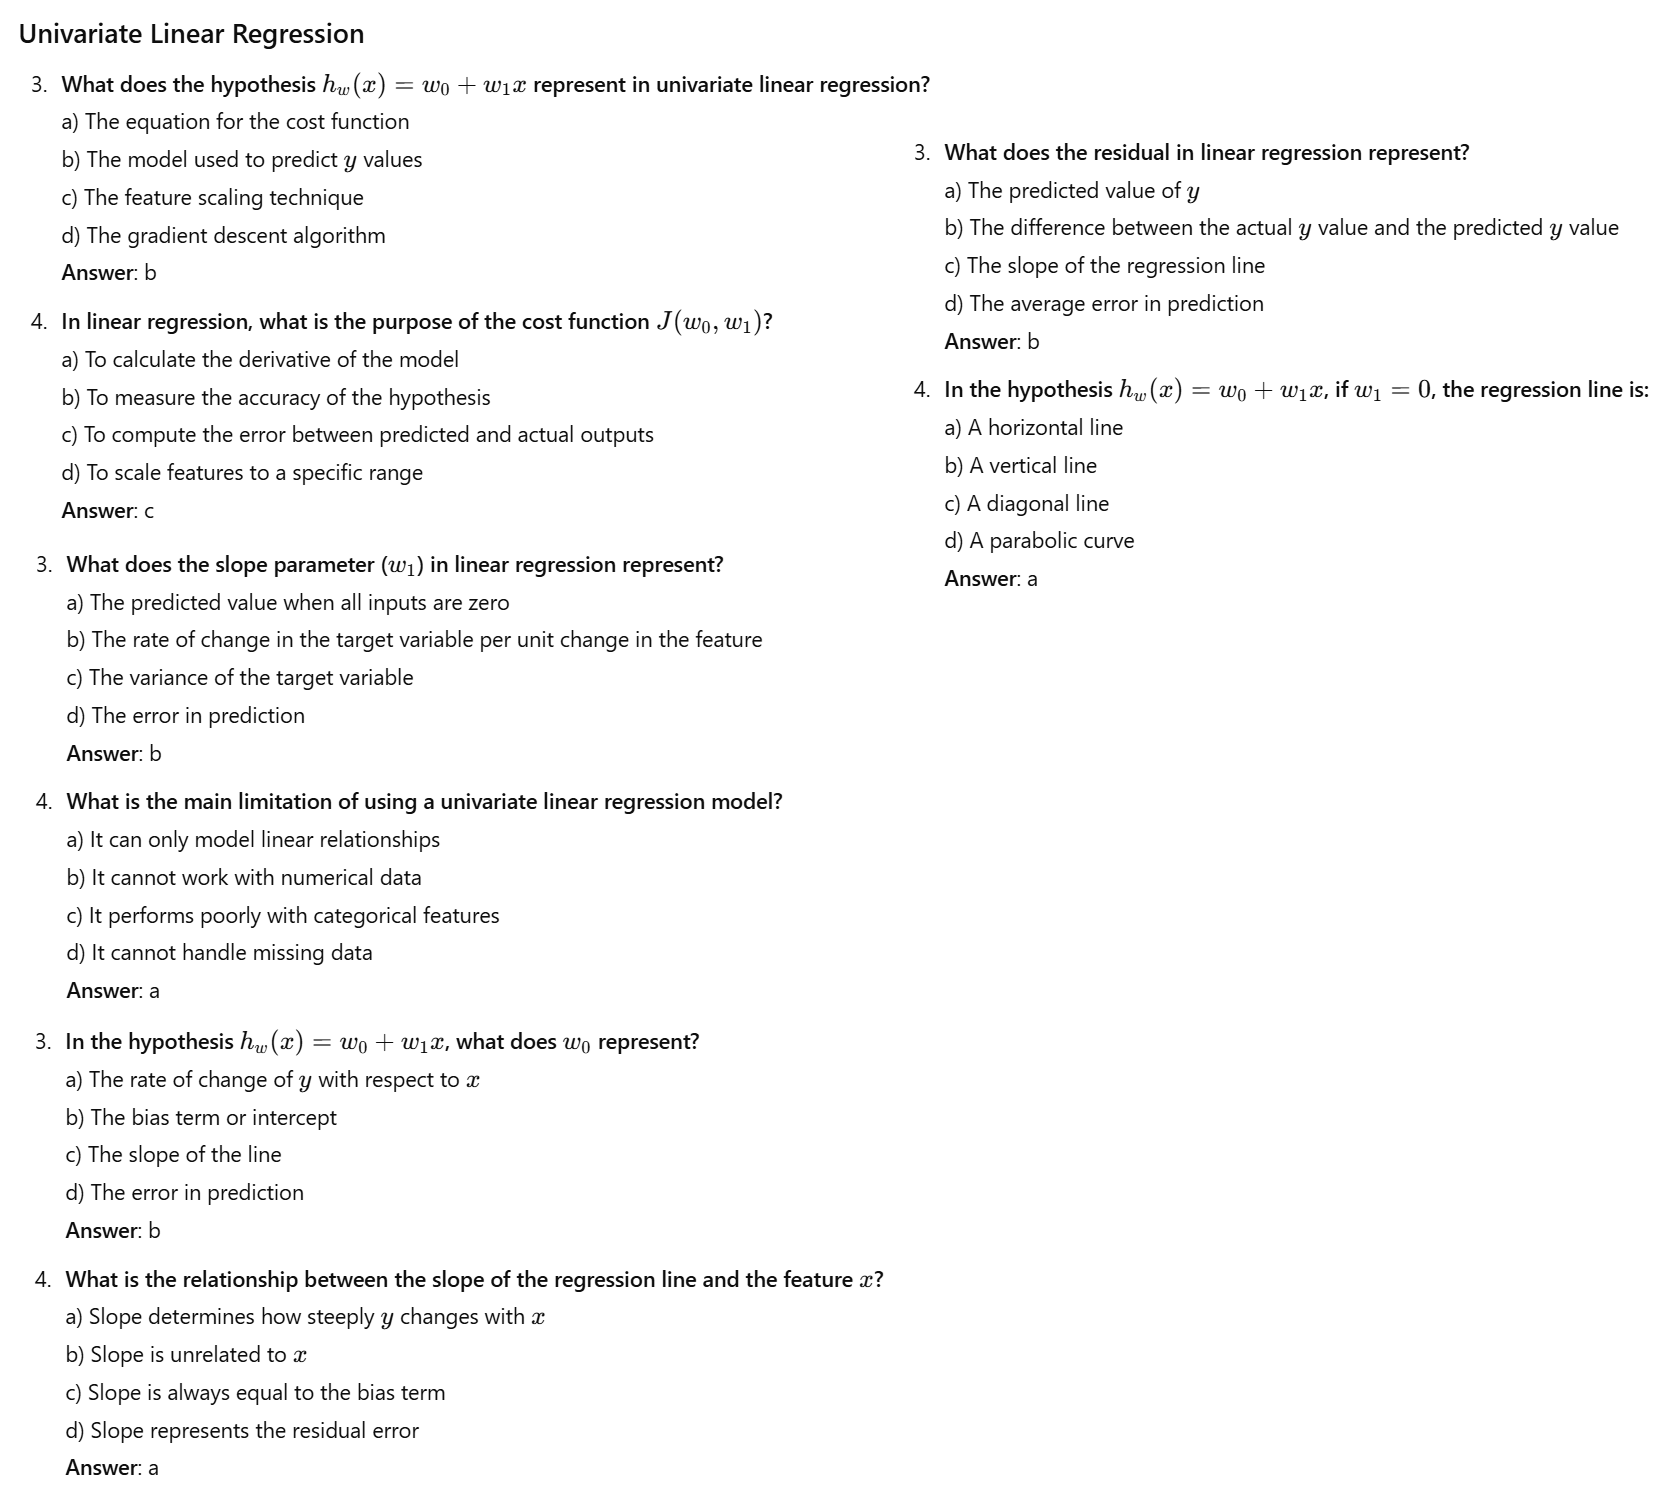 Univariate Linear Regression
3. What does the hypothesis h_w(x) = w_0 + w_1x represent in univariate linear regression?
a) The equation for the cost function
b) The model used to predict y values
c) The feature scaling technique
d) The gradient descent algorithm
Answer: b
4. In linear regression, what is the purpose of the cost function J(w_0, w_1)?
a) To calculate the derivative of the model
b) To measure the accuracy of the hypothesis
c) To compute the error between predicted and actual outputs
d) To scale features to a specific range
Answer: c
3. What does the slope parameter (w_1) in linear regression represent?
a) The predicted value when all inputs are zero
b) The rate of change in the target variable per unit change in the feature
c) The variance of the target variable
d) The error in prediction
Answer: b
4. What is the main limitation of using a univariate linear regression model?
a) It can only model linear relationships
b) It cannot work with numerical data
c) It performs poorly with categorical features
d) It cannot handle missing data
Answer: a
3. In the hypothesis h_w(x) = w_0 + w_1x, what does w_0 represent?
a) The rate of change of y with respect to x
b) The bias term or intercept
c) The slope of the line
d) The error in prediction
Answer: b
4. What is the relationship between the slope of the regression line and the feature x?
a) Slope determines how steeply y changes with x
b) Slope is unrelated to x
c) Slope is always equal to the bias term
d) Slope represents the residual error
Answer: a
3. What does the residual in linear regression represent?
a) The predicted value of y
b) The difference between the actual y value and the predicted y value
c) The slope of the regression line
d) The average error in prediction
Answer: b
4. In the hypothesis h_w(x) = w_0 + w_1x, if w_1 = 0, the regression line is:
a) A horizontal line
b) A vertical line
c) A diagonal line
d) A parabolic curve
Answer: a